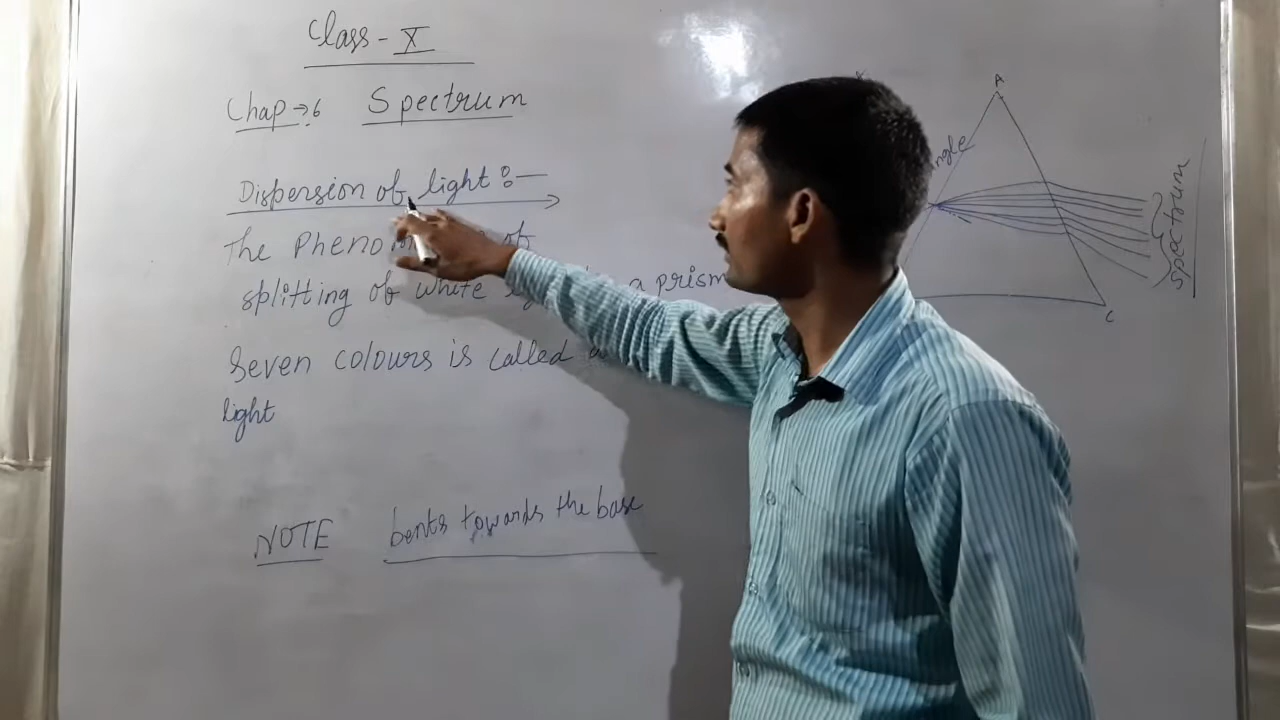 Class - X
Chap → 6 Spectrum
Dispersion of light :—
The Pheno of
splitting of white a prism
Seven colours is called
light
NOTE bents towards the base
A
ngle
C
spectrum